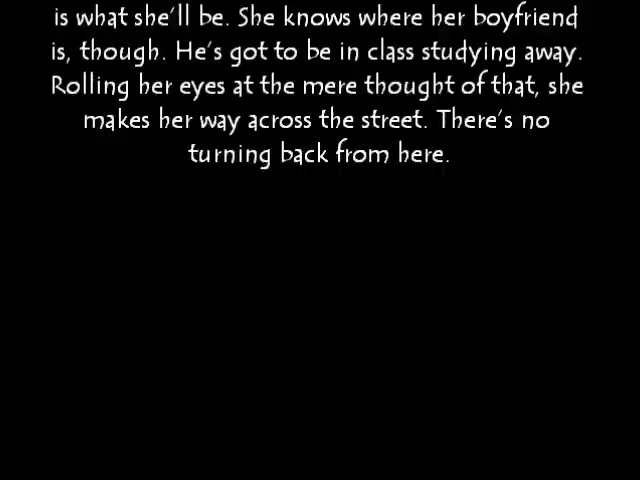 is what she'll be. She knows where her boyfriend
is, though. He's got to be in class studying away.
Rolling her eyes at the mere thought of that, she
makes her way across the street. There's no
turning back from here.